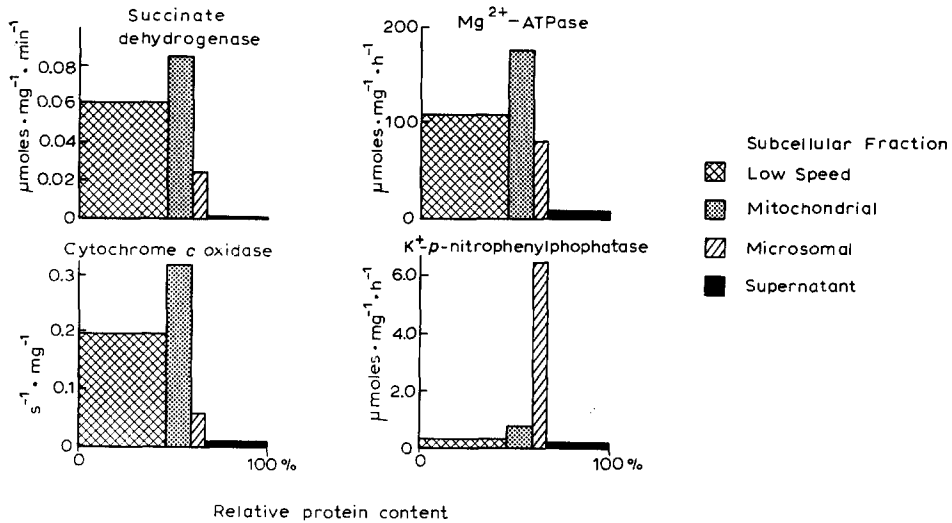 Succinate
dehydrogenase
0.08
0.06
0.04
0.02
0
μmoles · mg⁻¹ · min⁻¹
Mg²⁺–ATPase
200
100
0
μmoles · mg⁻¹ · h⁻¹
Cytochrome c oxidase
0.3
0.2
0.1
0
s⁻¹ · mg⁻¹
0
100 %
K⁺-p-nitrophenylphophatase
6.0
4.0
2.0
0
μmoles · mg⁻¹ · h⁻¹
0
100 %
Relative protein content
Subcellular Fraction
Low Speed
Mitochondrial
Microsomal
Supernatant